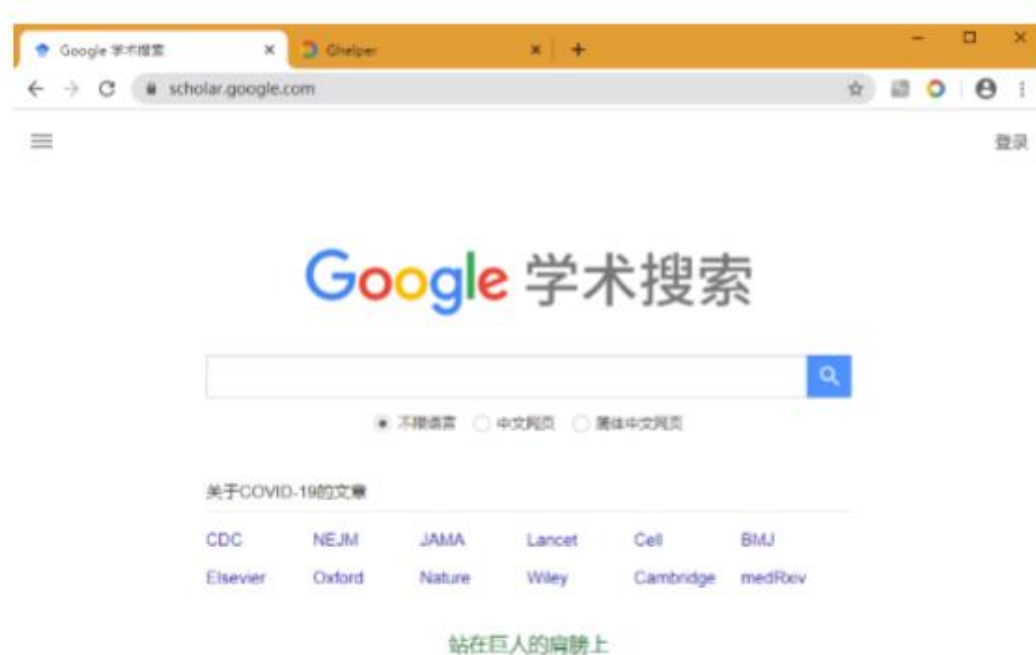 Google 学术搜索
Ghelper
scholar.google.com
登录
Google 学术搜索
不限语言 中文网页 简体中文网页
关于COVID-19的文章
CDC NEJM JAMA Lancet Cell BMJ
Elsevier Oxford Nature Wiley Cambridge medRxiv
站在巨人的肩膀上